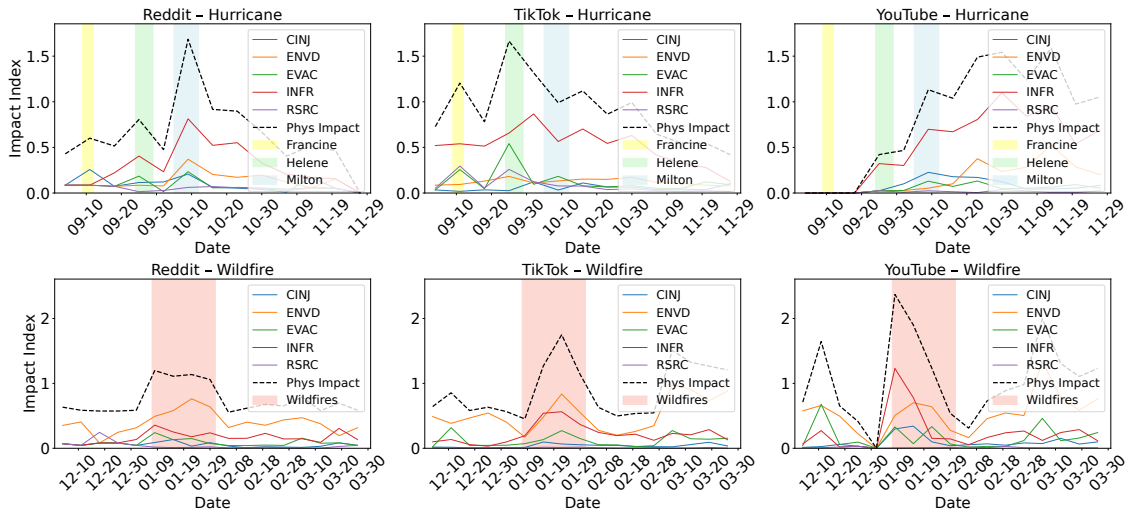 Reddit – Hurricane
Impact Index
1.5
1.0
0.5
0.0
CINJ
ENVD
EVAC
INFR
RSRC
Phys Impact
Francine
Helene
Milton
09-10
09-20
09-30
10-10
10-20
10-30
11-09
11-19
11-29
Date
TikTok – Hurricane
1.5
1.0
0.5
0.0
CINJ
ENVD
EVAC
INFR
RSRC
Phys Impact
Francine
Helene
Milton
09-10
09-20
09-30
10-10
10-20
10-30
11-09
11-19
11-29
Date
YouTube – Hurricane
1.5
1.0
0.5
0.0
CINJ
ENVD
EVAC
INFR
RSRC
Phys Impact
Francine
Helene
Milton
09-10
09-20
09-30
10-10
10-20
10-30
11-09
11-19
11-29
Date
Reddit – Wildfire
Impact Index
2
1
0
CINJ
ENVD
EVAC
INFR
RSRC
Phys Impact
Wildfires
12-10
12-20
12-30
01-09
01-19
01-29
02-08
02-18
02-28
03-10
03-20
03-30
Date
TikTok – Wildfire
2
1
0
CINJ
ENVD
EVAC
INFR
RSRC
Phys Impact
Wildfires
12-10
12-20
12-30
01-09
01-19
01-29
02-08
02-18
02-28
03-10
03-20
03-30
Date
YouTube – Wildfire
2
1
0
CINJ
ENVD
EVAC
INFR
RSRC
Phys Impact
Wildfires
12-10
12-20
12-30
01-09
01-19
01-29
02-08
02-18
02-28
03-10
03-20
03-30
Date